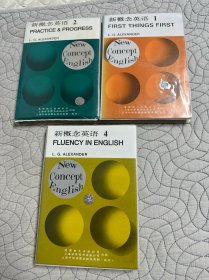 新概念英语 2
PRACTICE & PROGRESS
L. G. ALEXANDER
New
Concept
English
新概念英语 1
FIRST THINGS FIRST
L. G. ALEXANDER
New
Concept
English
新概念英语 4
FLUENCY IN ENGLISH
L. G. ALEXANDER
New
Concept
English